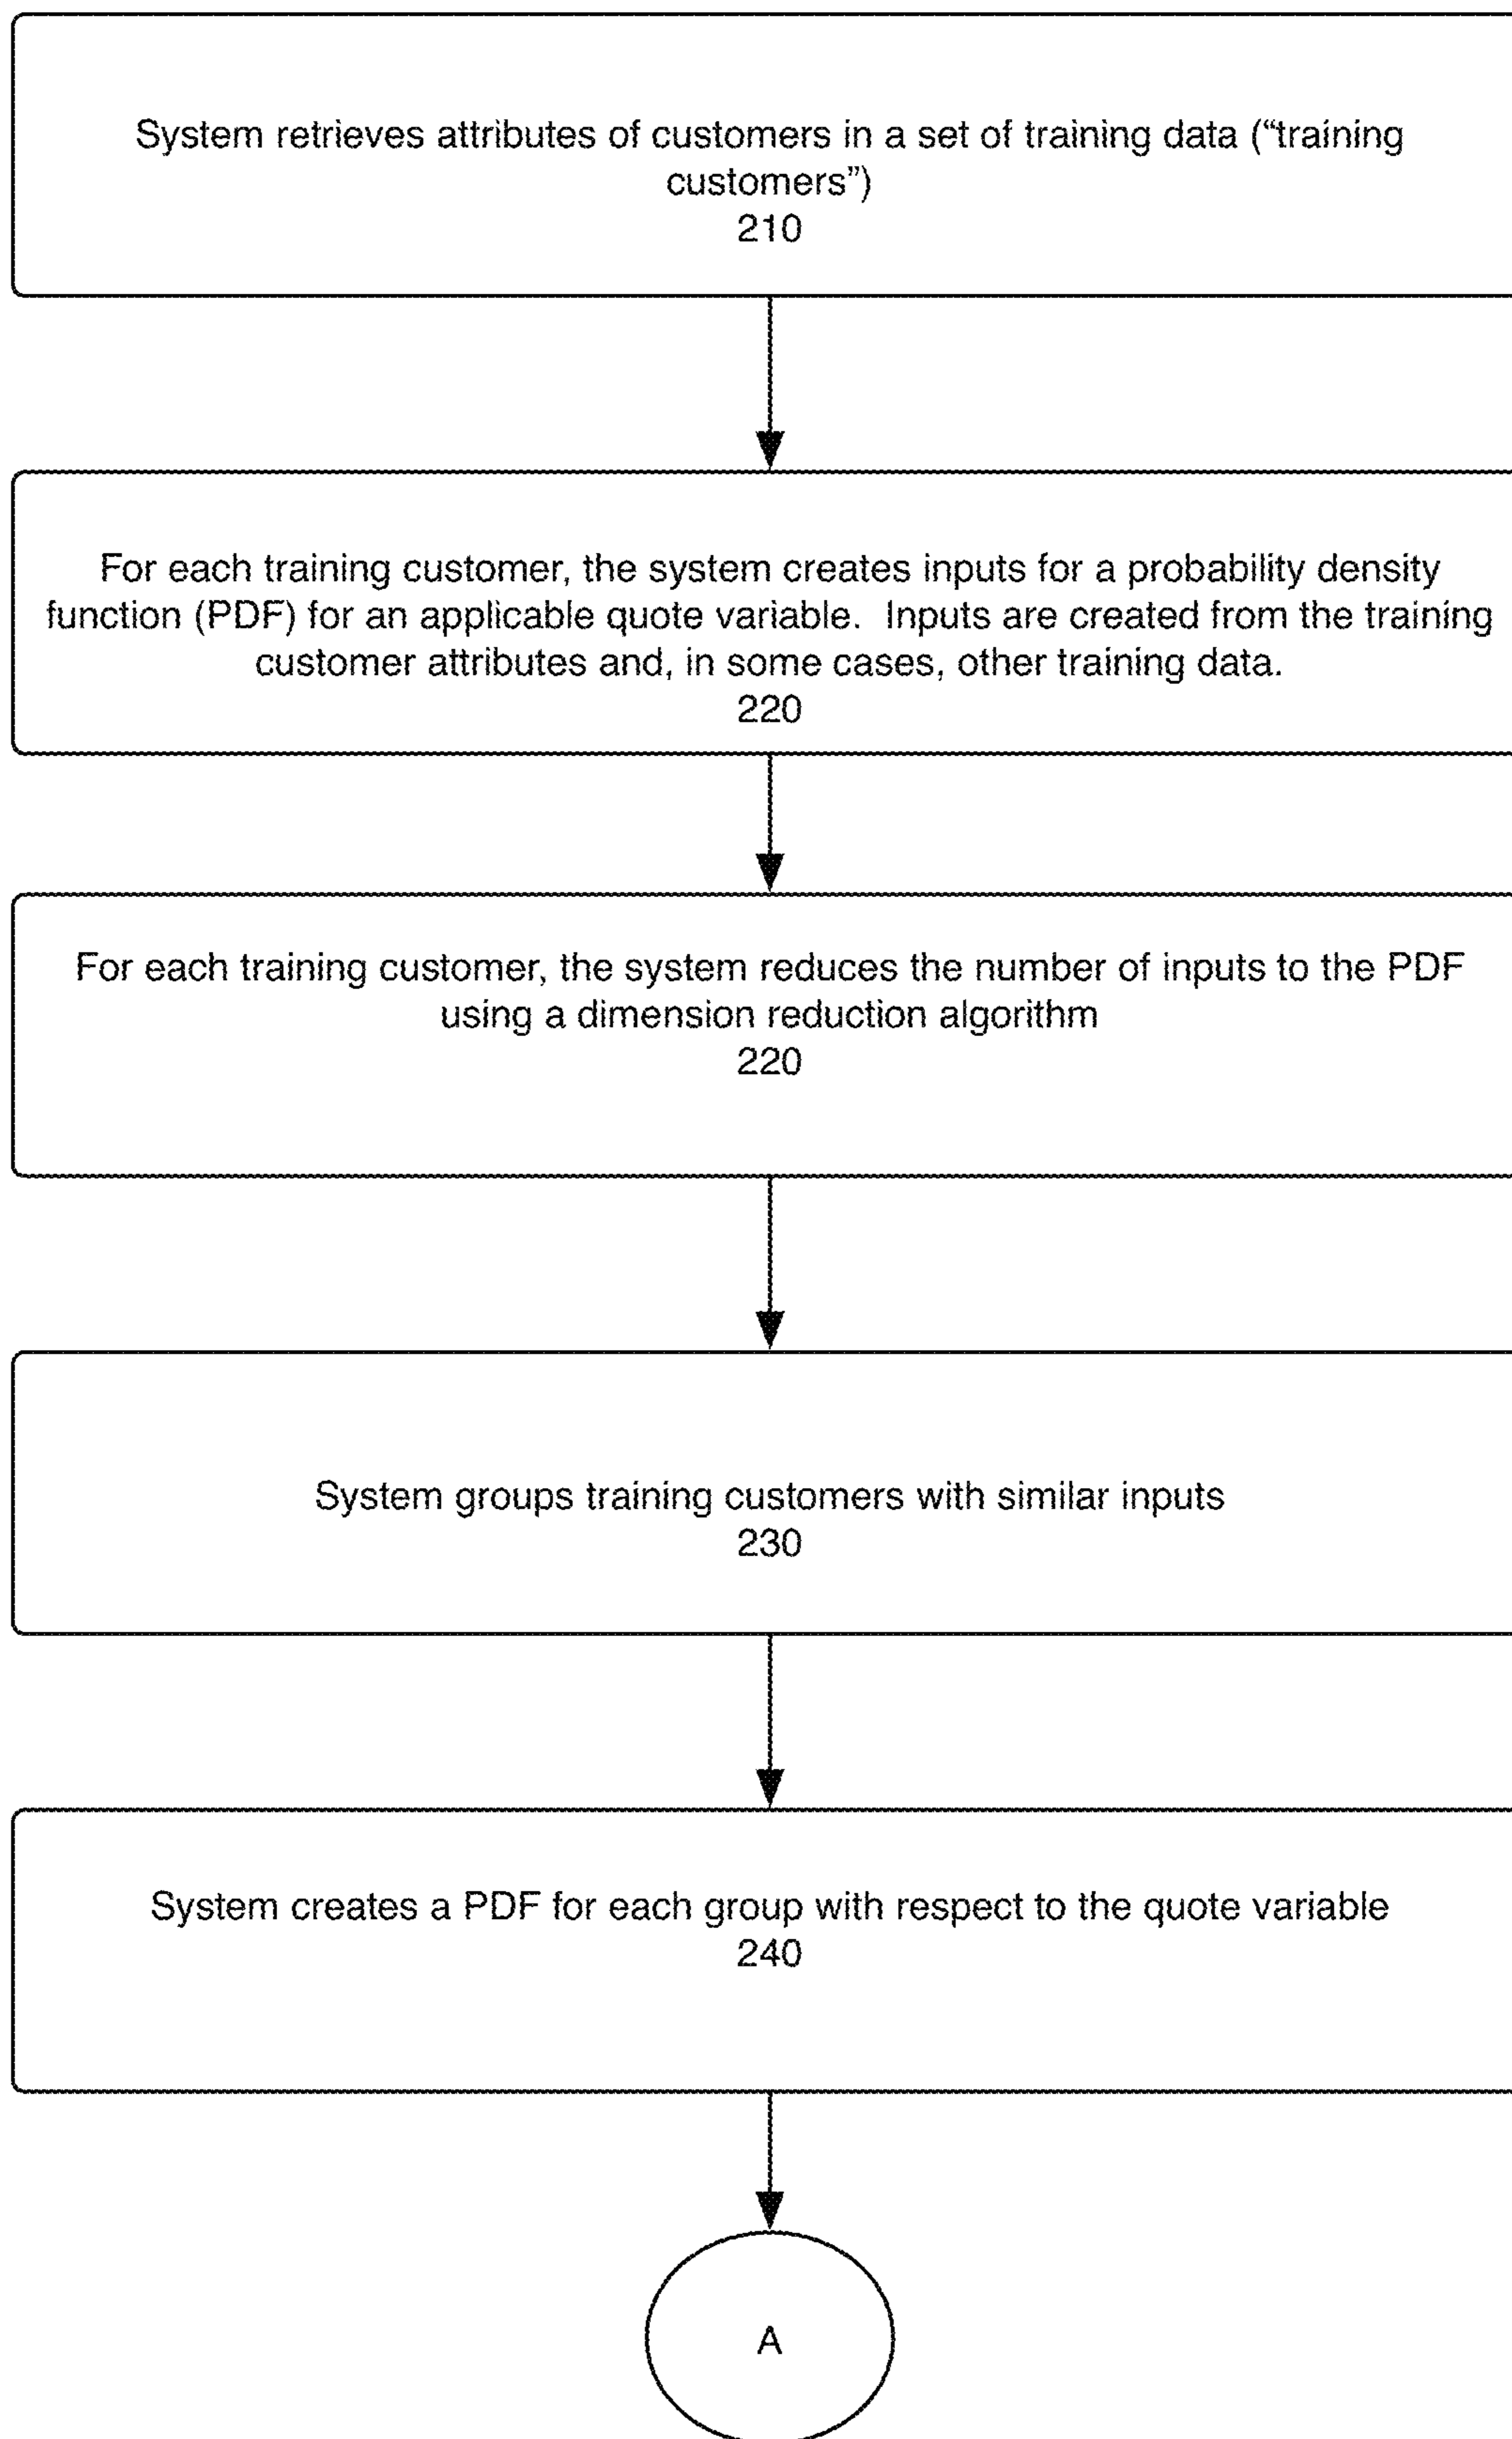 System retrieves attributes of customers in a set of training data (“training
customers”)
210
For each training customer, the system creates inputs for a probability density
function (PDF) for an applicable quote variable.  Inputs are created from the training
customer attributes and, in some cases, other training data.
220
For each training customer, the system reduces the number of inputs to the PDF
using a dimension reduction algorithm
220
System groups training customers with similar inputs
230
System creates a PDF for each group with respect to the quote variable
240
A